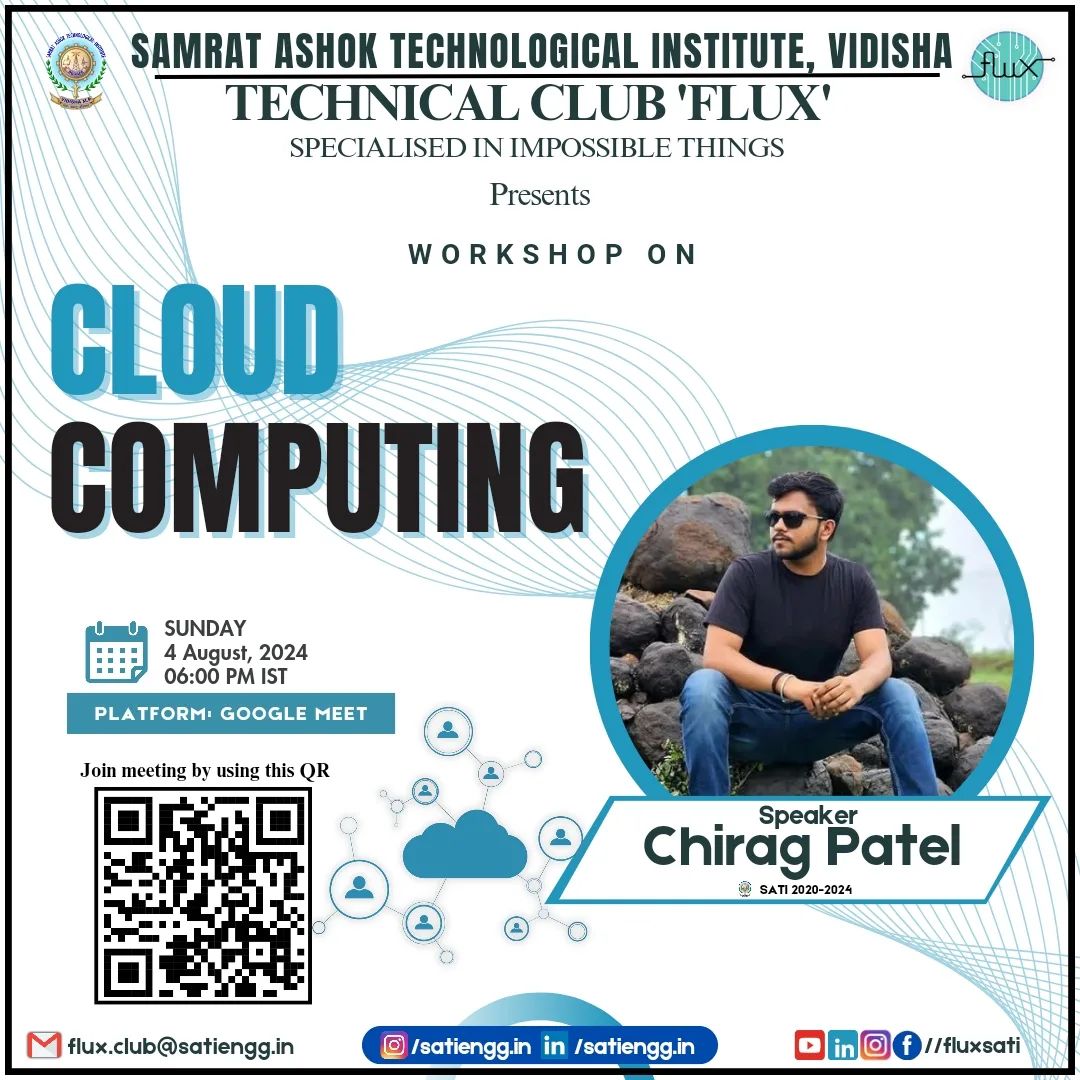 SAMRAT ASHOK TECHNOLOGICAL INSTITUTE, VIDISHA
flux
TECHNICAL CLUB 'FLUX'
SPECIALISED IN IMPOSSIBLE THINGS
Presents
WORKSHOP ON
CLOUD
COMPUTING
SUNDAY
4 August, 2024
06:00 PM IST
PLATFORM: GOOGLE MEET
Join meeting by using this QR
Speaker
Chirag Patel
SATI 2020-2024
flux.club@satiengg.in
/satiengg.in in /satiengg.in
in //fluxsati